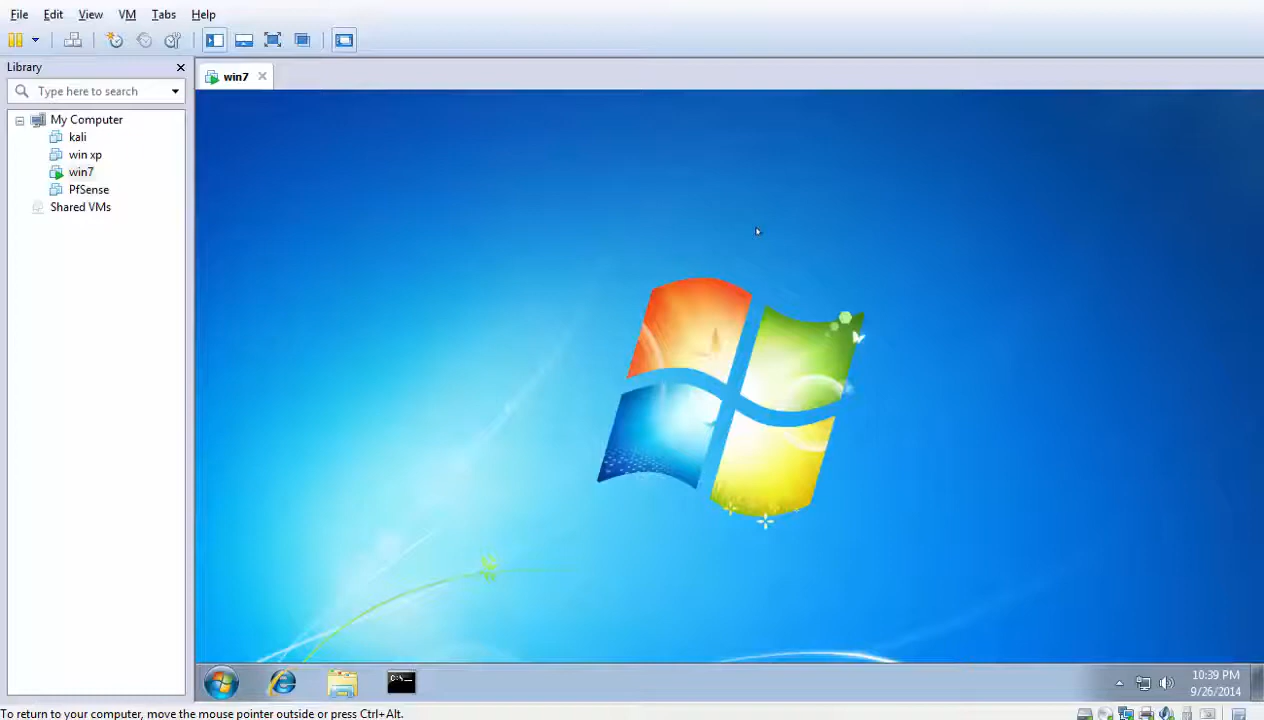 File Edit View VM Tabs Help
Library
win7
Type here to search
My Computer
kali
win xp
win7
PfSense
Shared VMs
C:\_
10:39 PM
9/26/2014
To return to your computer, move the mouse pointer outside or press Ctrl+Alt.